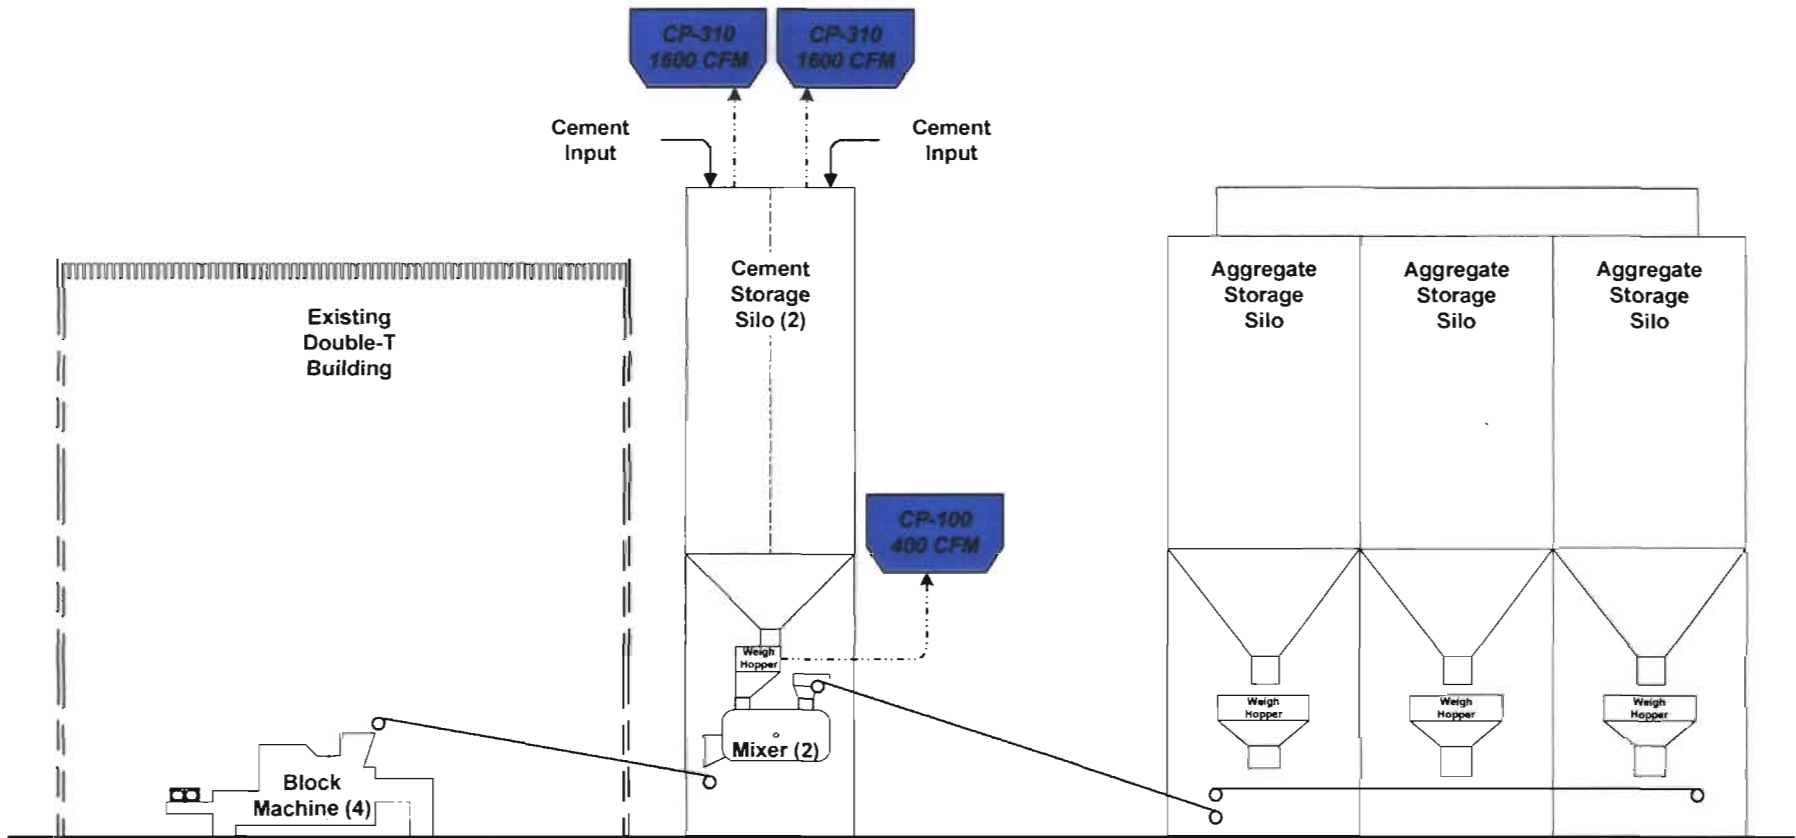 CP-310
1600 CFM
CP-310
1600 CFM
Cement
Input
Cement
Input
Existing
Double-T
Building
Cement
Storage
Silo (2)
Aggregate
Storage
Silo
Aggregate
Storage
Silo
Aggregate
Storage
Silo
CP-100
400 CFM
Weigh
Hopper
Weigh
Hopper
Weigh
Hopper
Weigh
Hopper
Mixer (2)
Block
Machine (4)